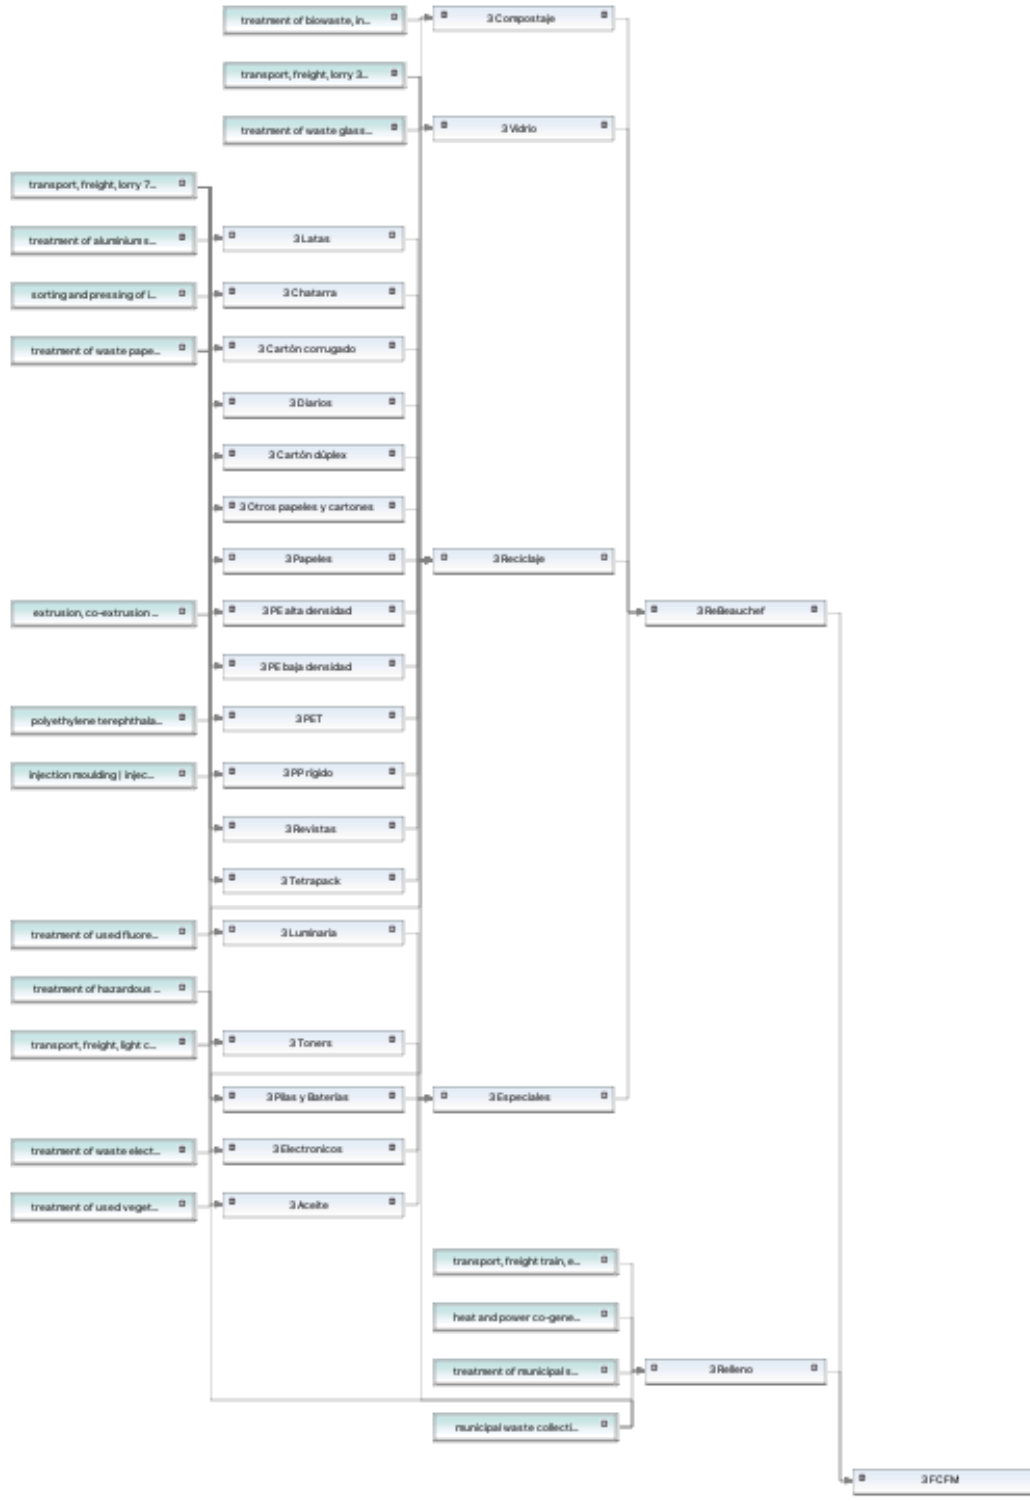 treatment of biowaste, in...
3 Compostaje
transport, freight, lorry 3...
treatment of waste glass...
3 Vidrio
transport, freight, lorry 7...
treatment of aluminium s...
3 Latas
sorting and pressing of i...
3 Chatarra
treatment of waste pape...
3 Cartón corrugado
3 Diarios
3 Cartón dúplex
3 Otros papeles y cartones
3 Papeles
3 Reciclaje
extrusion, co-extrusion ...
3 PE alta densidad
3 ReBeauchef
3 PE baja densidad
polyethylene terephthala...
3 PET
injection moulding | injec...
3 PP rigido
3 Revistas
3 Tetrapack
treatment of used fluore...
3 Luminaria
treatment of hazardous ...
transport, freight, light c...
3 Toners
3 Pilas y Baterías
3 Especiales
treatment of waste elect...
3 Electronicos
treatment of used veget...
3 Aceite
transport, freight train, e...
heat and power co-gene...
treatment of municipal s...
3 Relleno
municipal waste collecti...
3 FCFM